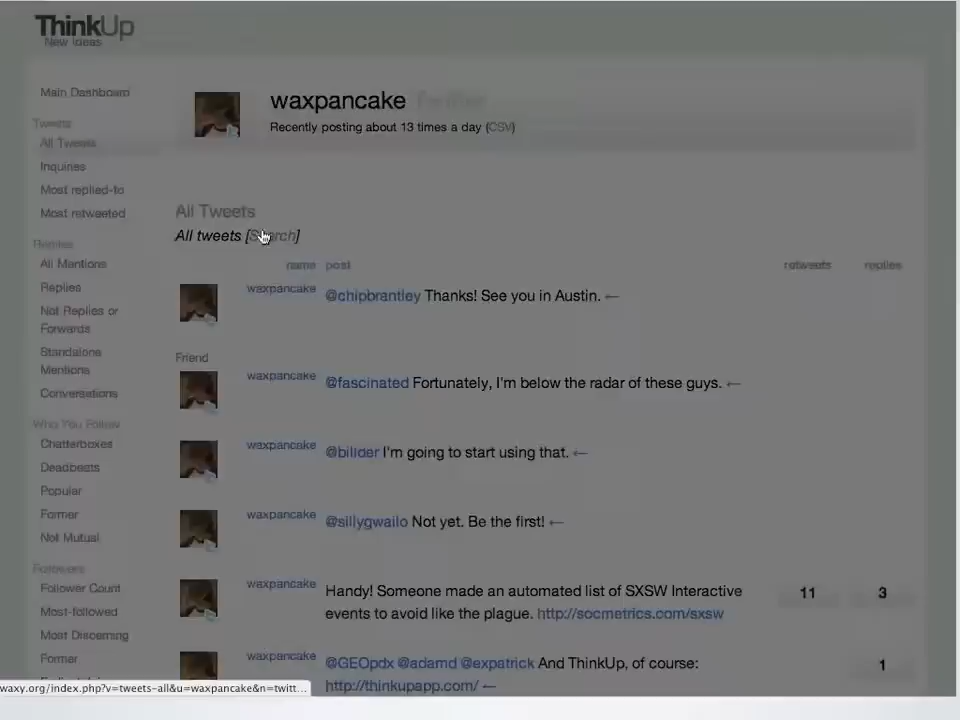 ThinkUp
New Ideas
Main Dashboard
Tweets
All Tweets
Inquires
Most replied-to
Most retweeted
Replies
All Mentions
Replies
Not Replies or
Forwards
Standalone
Mentions
Conversations
Who You Follow
Chatterboxes
Deadbeats
Popular
Former
Not Mutual
Followers
Follower Count
Most-followed
Most Discerning
Former
waxpancake Twitter
Recently posting about 13 times a day (CSV)
All Tweets
All tweets [Search]
name post retweets replies
waxpancake @chipbrantley Thanks! See you in Austin. ←
Friend
waxpancake @fascinated Fortunately, I'm below the radar of these guys. ←
waxpancake @bilider I'm going to start using that. ←
waxpancake @sillygwailo Not yet. Be the first! ←
waxpancake Handy! Someone made an automated list of SXSW Interactive 11 3
events to avoid like the plague. http://socmetrics.com/sxsw
waxpancake @GEOpdx @adamd @expatrick And ThinkUp, of course: 1
http://thinkupapp.com/ ←
waxy.org/index.php?v=tweets-all&u=waxpancake&n=twitt...